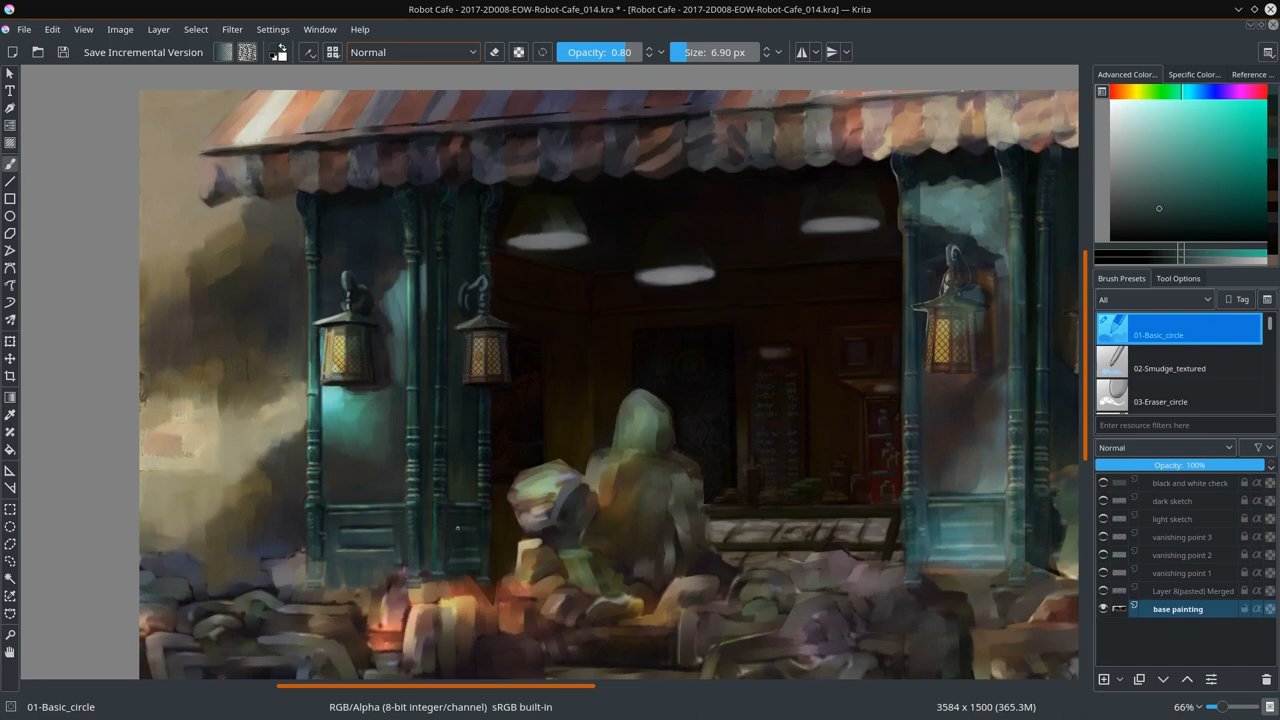 Robot Cafe - 2017-2D008-EOW-Robot-Cafe_014.kra * - [Robot Cafe - 2017-2D008-EOW-Robot-Cafe_014.kra] — Krita
File Edit View Image Layer Select Filter Settings Window Help
Save Incremental Version Normal Opacity: 0.80 Size: 6.90 px
Advanced Color... Specific Color... Reference ...
Brush Presets Tool Options
All Tag
01-Basic_circle
02-Smudge_textured
03-Eraser_circle
Enter resource filters here
Normal
Opacity: 100%
black and white check
dark sketch
light sketch
vanishing point 3
vanishing point 2
vanishing point 1
Layer 8(pasted) Merged
base painting
01-Basic_circle RGB/Alpha (8-bit integer/channel) sRGB built-in 3584 x 1500 (365.3M) 66%